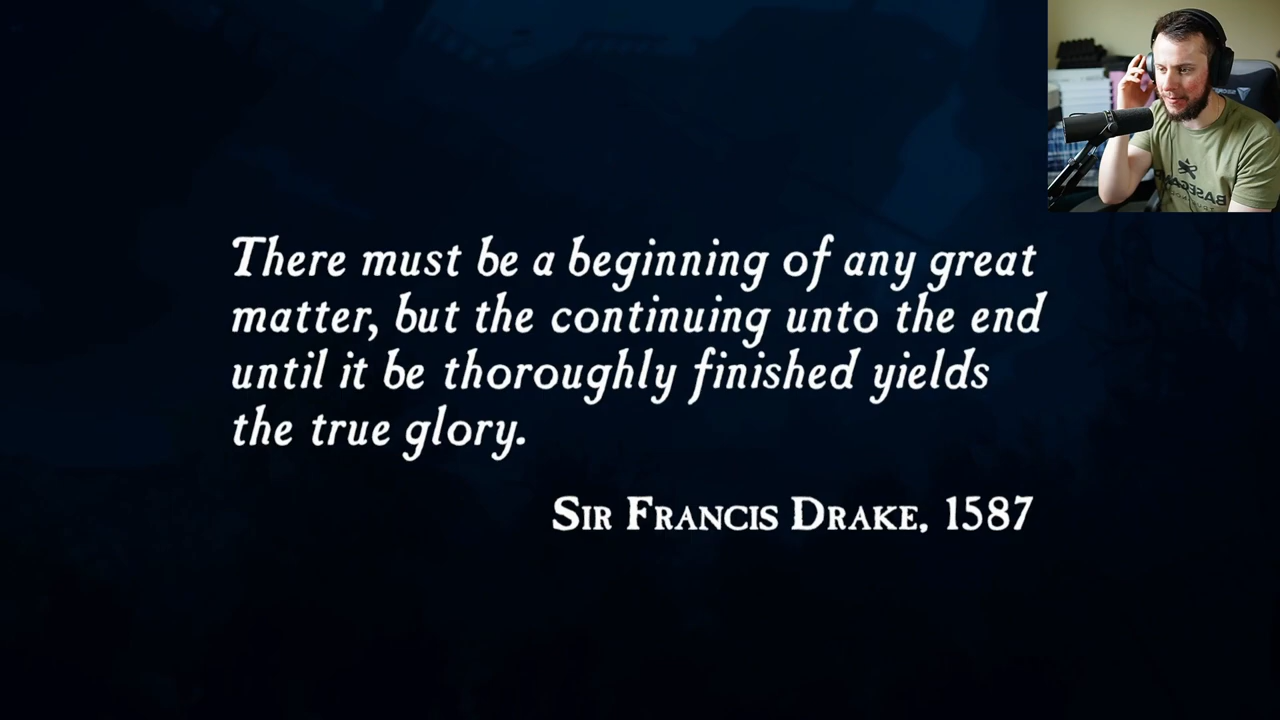 There must be a beginning of any great
matter, but the continuing unto the end
until it be thoroughly finished yields
the true glory.
Sir Francis Drake, 1587